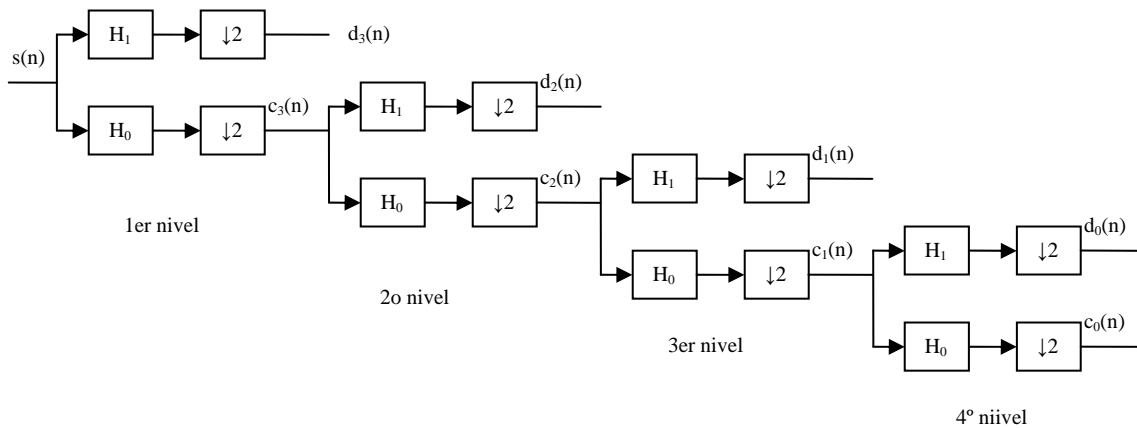 s(n)
H₁
↓2
d₃(n)
H₀
↓2
c₃(n)
1er nivel
H₁
↓2
d₂(n)
H₀
↓2
c₂(n)
2o nivel
H₁
↓2
d₁(n)
H₀
↓2
c₁(n)
3er nivel
H₁
↓2
d₀(n)
H₀
↓2
c₀(n)
4º niivel